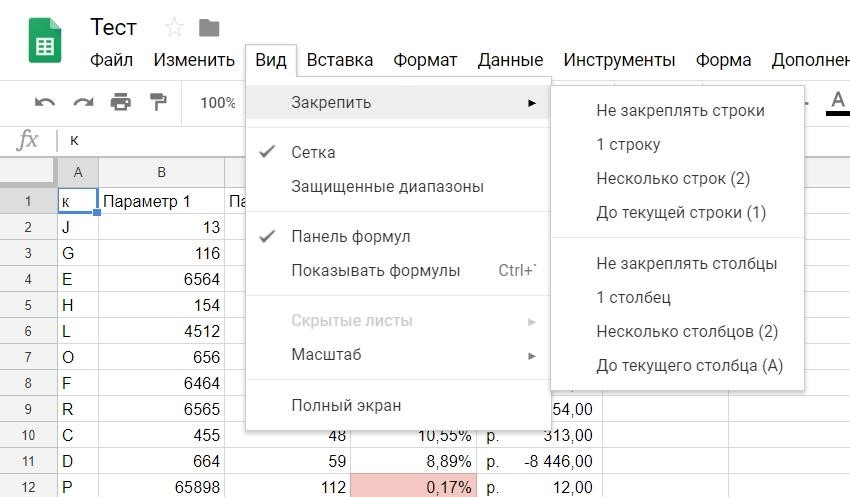 Тест
Файл Изменить Вид Вставка Формат Данные Инструменты Форма
100% A
Закрепить
Сетка
Защищенные диапазоны
Панель формул
Показывать формулы Ctrl+`
Скрытые листы
Масштаб
Полный экран
Не закреплять строки
1 строку
Несколько строк (2)
До текущей строки (1)
Не закреплять столбцы
1 столбец
Несколько столбцов (2)
До текущего столбца (A)
fx к
A B
1 к Параметр 1
2 J 13
3 G 116
4 E 6564
5 H 154
6 L 4512
7 O 656
8 F 6464
9 R 6565 54,00
10 C 455 48 10,55% р. 313,00
11 D 664 59 8,89% р. -8 446,00
12 P 65898 112 0,17% р. 12,00